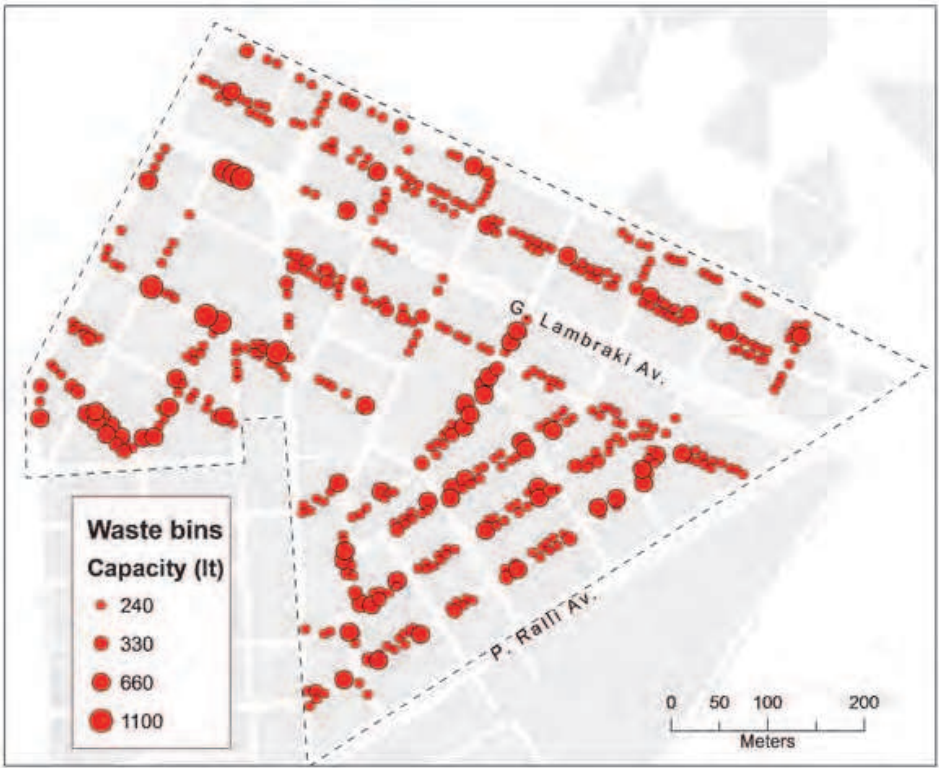 G. Lambraki Av.
P. Ralli Av.
Waste bins
Capacity (lt)
240
330
660
1100
0 50 100 200
Meters